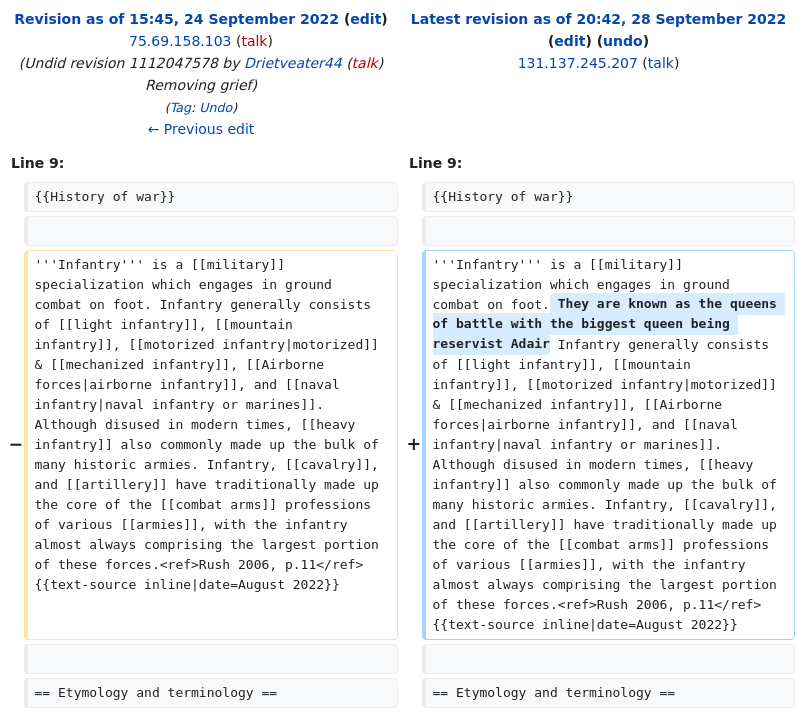 Revision as of 15:45, 24 September 2022 (edit)
75.69.158.103 (talk)
(Undid revision 1112047578 by Drietveater44 (talk)
Removing grief)
(Tag: Undo)
← Previous edit
Latest revision as of 20:42, 28 September 2022
(edit) (undo)
131.137.245.207 (talk)
Line 9:
{{History of war}}
−
'''Infantry''' is a [[military]]
specialization which engages in ground
combat on foot. Infantry generally consists
of [[light infantry]], [[mountain
infantry]], [[motorized infantry|motorized]]
& [[mechanized infantry]], [[Airborne
forces|airborne infantry]], and [[naval
infantry|naval infantry or marines]].
Although disused in modern times, [[heavy
infantry]] also commonly made up the bulk of
many historic armies. Infantry, [[cavalry]],
and [[artillery]] have traditionally made up
the core of the [[combat arms]] professions
of various [[armies]], with the infantry
almost always comprising the largest portion
of these forces.<ref>Rush 2006, p.11</ref>
{{text-source inline|date=August 2022}}
== Etymology and terminology ==
Line 9:
{{History of war}}
+
'''Infantry''' is a [[military]]
specialization which engages in ground
combat on foot. They are known as the queens
of battle with the biggest queen being
reservist Adair Infantry generally consists
of [[light infantry]], [[mountain
infantry]], [[motorized infantry|motorized]]
& [[mechanized infantry]], [[Airborne
forces|airborne infantry]], and [[naval
infantry|naval infantry or marines]].
Although disused in modern times, [[heavy
infantry]] also commonly made up the bulk of
many historic armies. Infantry, [[cavalry]],
and [[artillery]] have traditionally made up
the core of the [[combat arms]] professions
of various [[armies]], with the infantry
almost always comprising the largest portion
of these forces.<ref>Rush 2006, p.11</ref>
{{text-source inline|date=August 2022}}
== Etymology and terminology ==